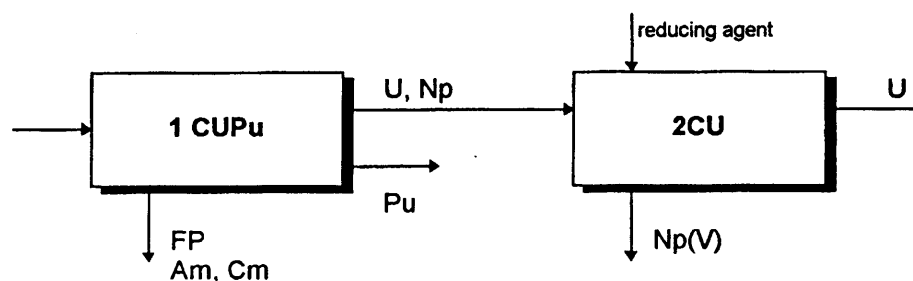 reducing agent
U, Np
U
1 CUPu
2CU
Pu
FP
Np(V)
Am, Cm